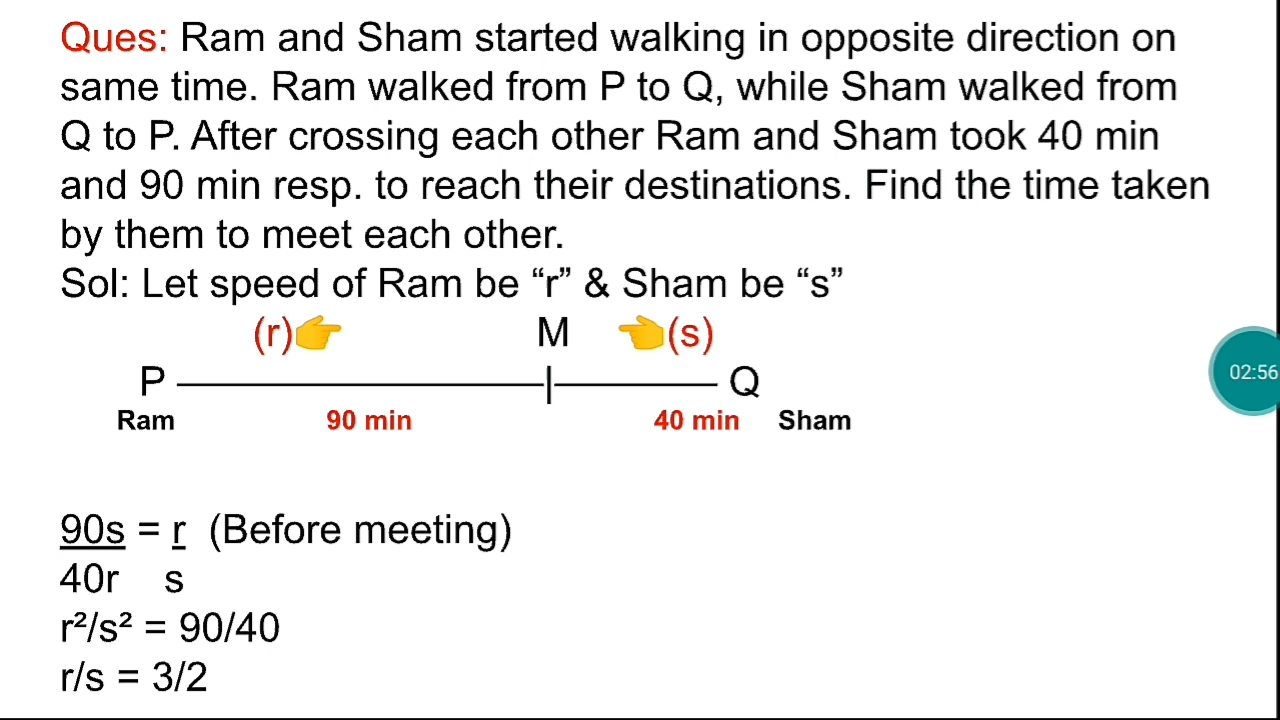 Ques: Ram and Sham started walking in opposite direction on
same time. Ram walked from P to Q, while Sham walked from
Q to P. After crossing each other Ram and Sham took 40 min
and 90 min resp. to reach their destinations. Find the time taken
by them to meet each other.
Sol: Let speed of Ram be “r” & Sham be “s”
(r) M (s)
P Q
Ram 90 min 40 min Sham
02:56
90s = r (Before meeting)
40r s
r²/s² = 90/40
r/s = 3/2